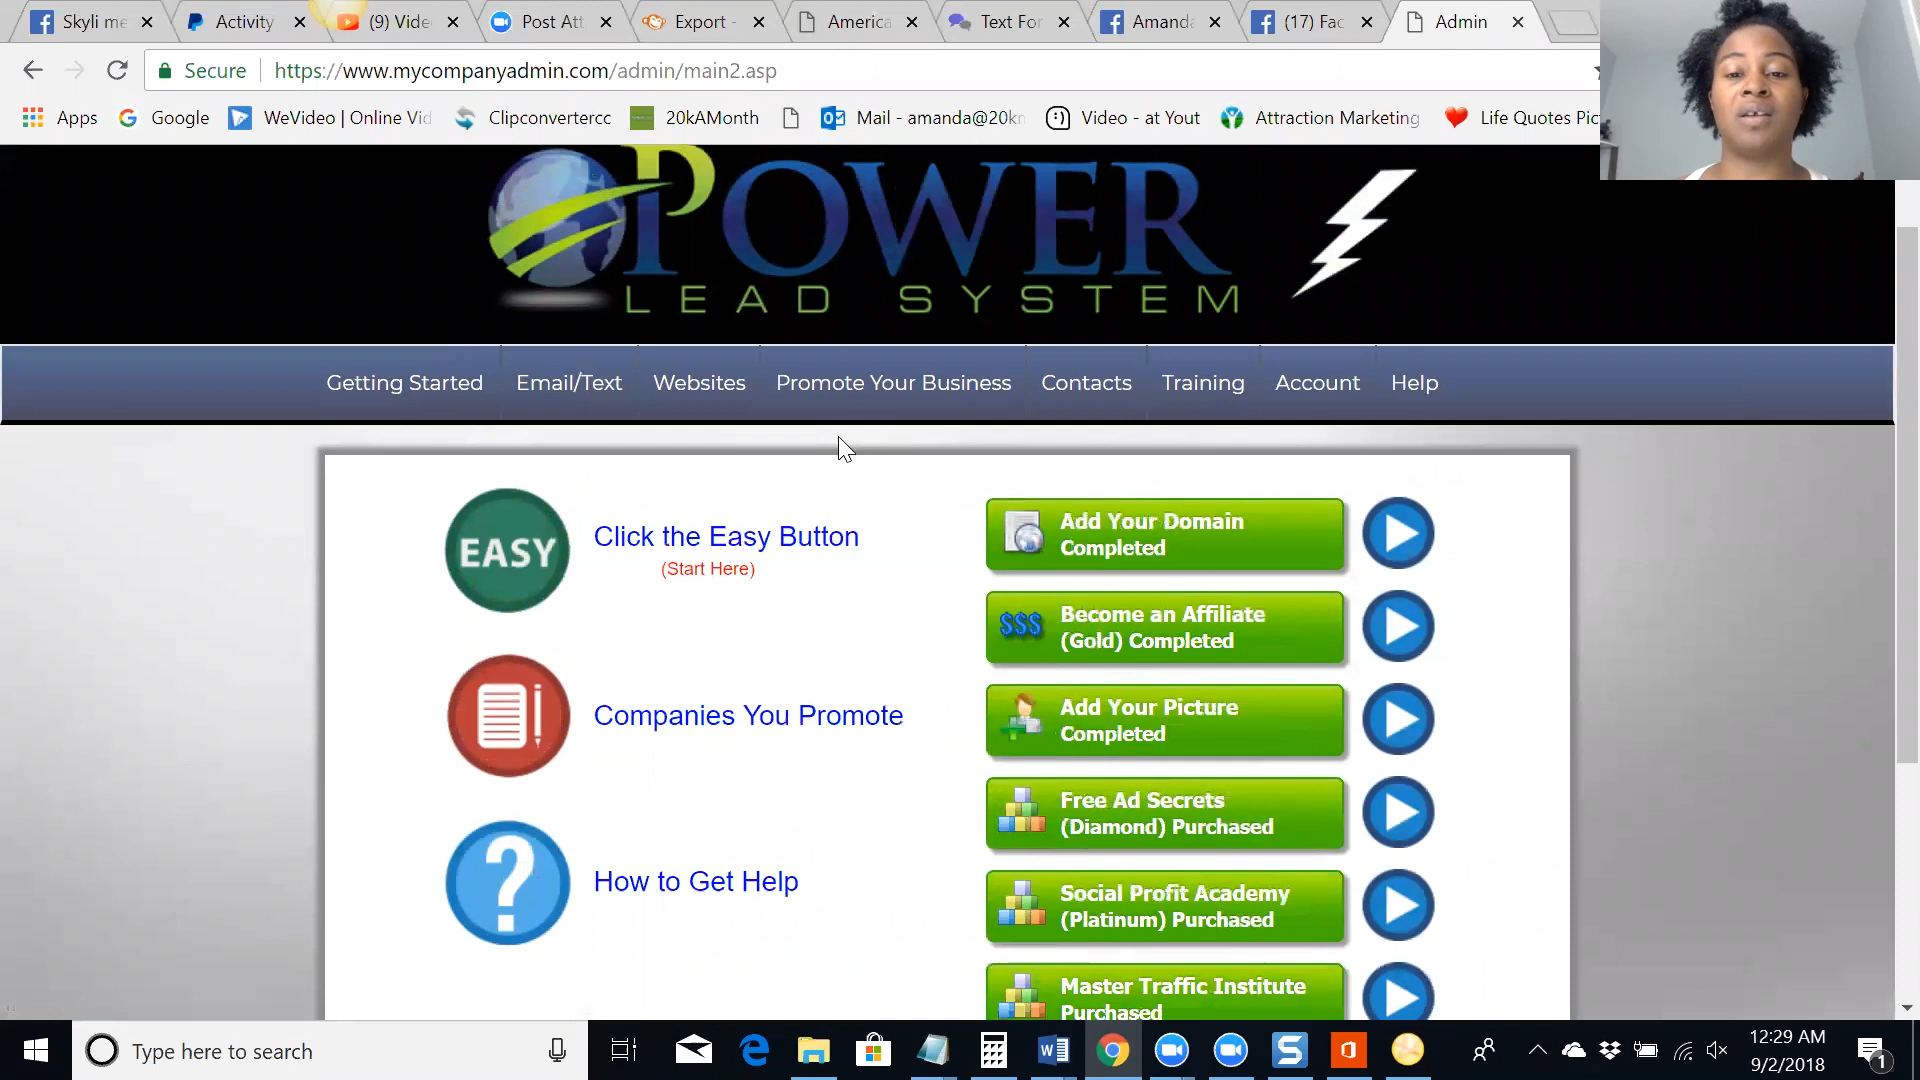 Skyli me
Activity
(9) Vide
Post Att
Export -
America
Text For
Amanda
(17) Fac
Admin
Secure
https://www.mycompanyadmin.com/admin/main2.asp
Apps
Google
WeVideo | Online Vid
Clipconvertercc
20kAMonth
Mail - amanda@20k
Video - at Yout
Attraction Marketing
Life Quotes Pic
POWER
LEAD SYSTEM
Getting Started
Email/Text
Websites
Promote Your Business
Contacts
Training
Account
Help
EASY
Click the Easy Button
(Start Here)
Add Your Domain
Completed
$$$
Become an Affiliate
(Gold) Completed
Companies You Promote
Add Your Picture
Completed
Free Ad Secrets
(Diamond) Purchased
?
How to Get Help
Social Profit Academy
(Platinum) Purchased
Master Traffic Institute
Purchased
Type here to search
12:29 AM
9/2/2018
1